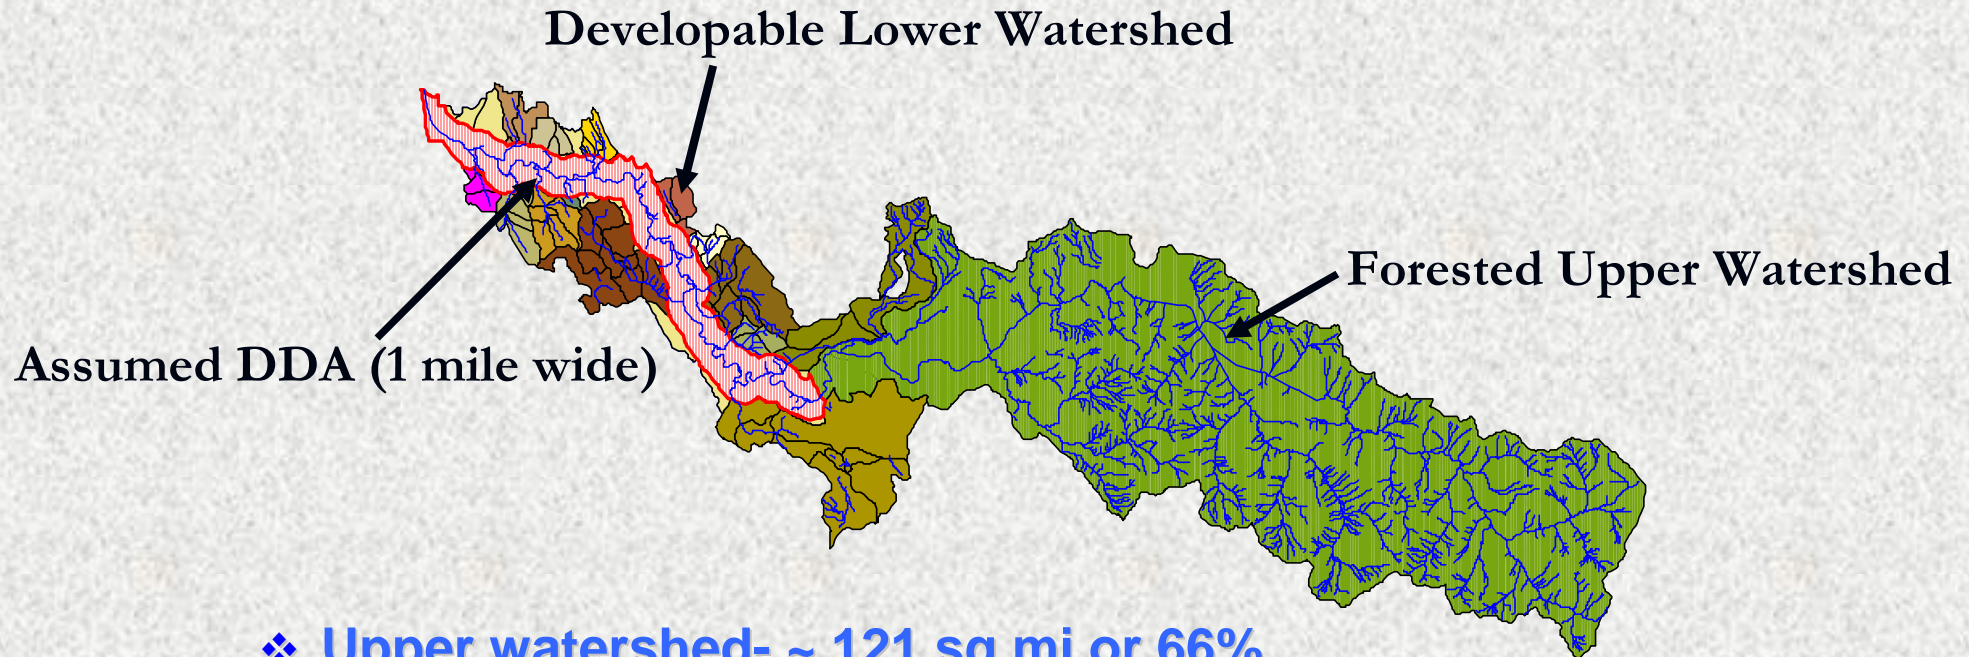 Developable Lower Watershed
Forested Upper Watershed
Assumed DDA (1 mile wide)
❖ Upper watershed- ~ 121 sq mi or 66%